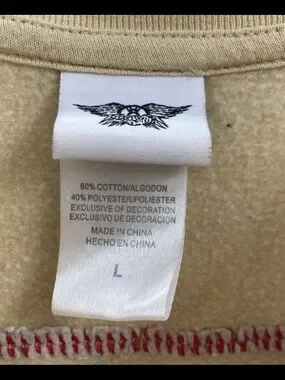 60% COTTON/ALGODON
40% POLYESTER/POLIESTER
EXCLUSIVE OF DECORATION
EXCLUSIVO DE DECORACION
MADE IN CHINA
HECHO EN CHINA
L